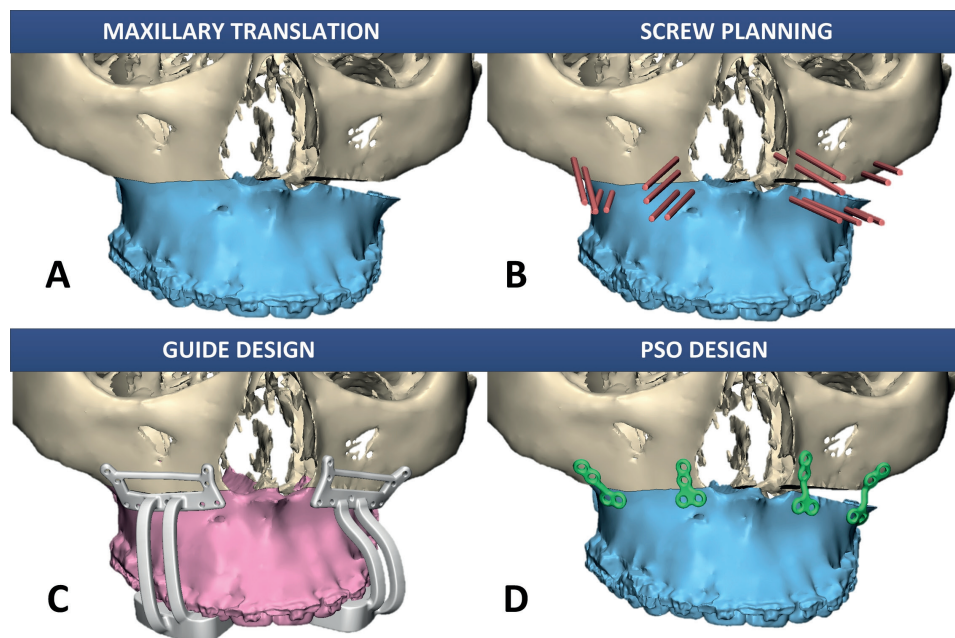 MAXILLARY TRANSLATION
SCREW PLANNING
A
B
GUIDE DESIGN
PSO DESIGN
C
D